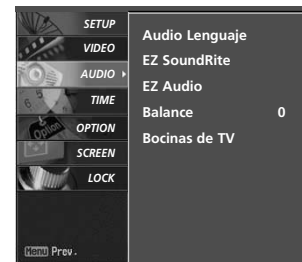 SETUP
VIDEO
AUDIO
TIME
OPTION
SCREEN
LOCK
Option
Menu Prev.
Audio Lenguaje
EZ SoundRite
EZ Audio
Balance 0
Bocinas de TV